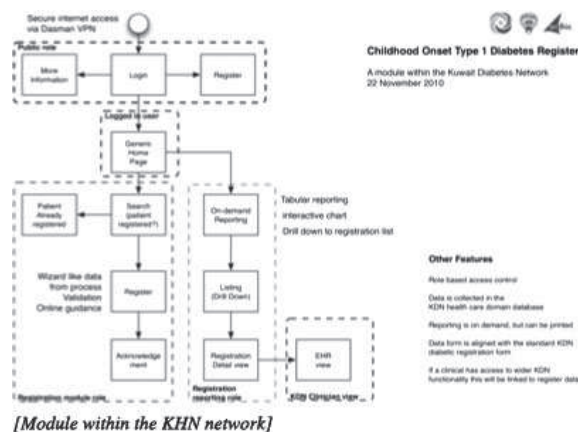 Secure internet access
via Dasman VPN
Public role
More
Information
Login
Register
Logged in user
Generic
Home
Page
Patient
Already
registered
Search
(patient
registered?)
On-demand
Reporting
Tabular reporting
interactive chart
Drill down to registration list
Wizard like data
from process
Validation
Online guidance
Register
Listing
(Drill Down)
Acknowledge
ment
Registration
Detail view
EHR
view
Registration module role
Registration
reporting role
KDN Clinician view
Childhood Onset Type 1 Diabetes Register
A module within the Kuwait Diabetes Network
22 November 2010
Other Features
Role based access control
Data is collected in the
KDN health care domain database
Reporting is on demand, but can be printed
Data form is aligned with the standard KDN
diabetic registration form
If a clinical has access to wider KDN
functionality this will be linked to register data
[Module within the KHN network]